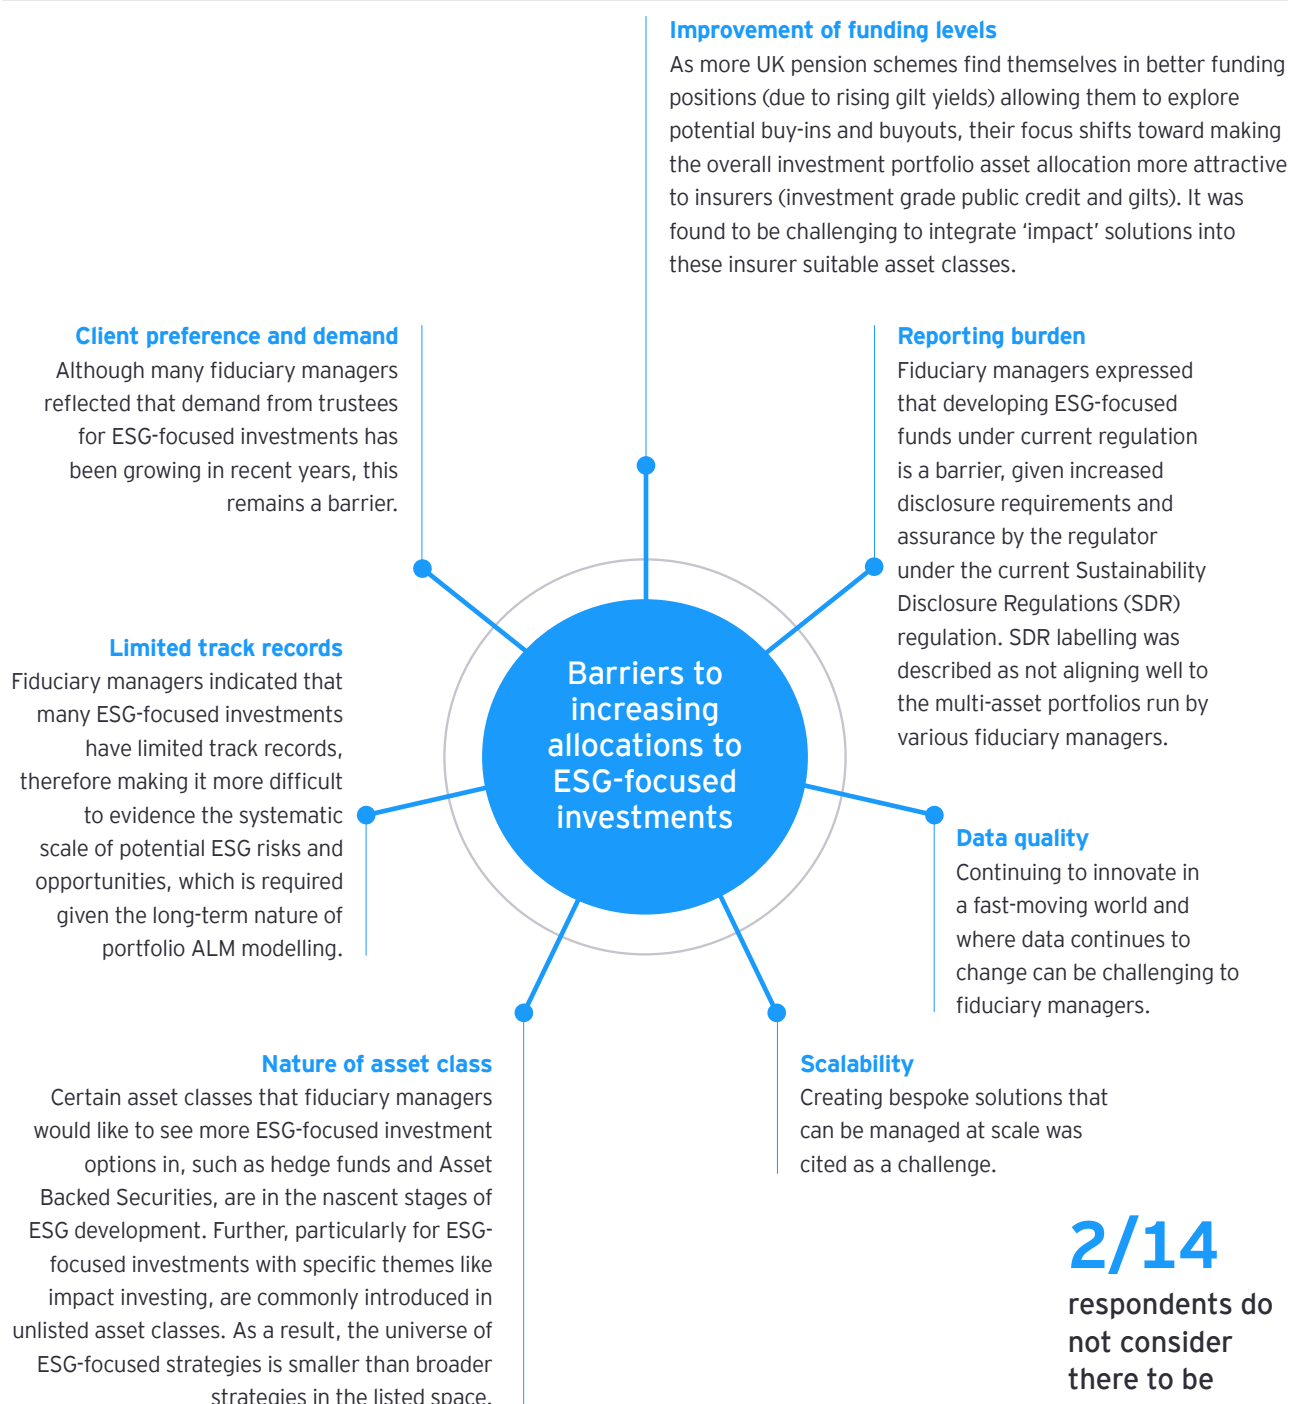 Improvement of funding levels
As more UK pension schemes find themselves in better funding
positions (due to rising gilt yields) allowing them to explore
potential buy-ins and buyouts, their focus shifts toward making
the overall investment portfolio asset allocation more attractive
to insurers (investment grade public credit and gilts). It was
found to be challenging to integrate ‘impact’ solutions into
these insurer suitable asset classes.
Client preference and demand
Although many fiduciary managers
reflected that demand from trustees
for ESG-focused investments has
been growing in recent years, this
remains a barrier.
Reporting burden
Fiduciary managers expressed
that developing ESG-focused
funds under current regulation
is a barrier, given increased
disclosure requirements and
assurance by the regulator
under the current Sustainability
Disclosure Regulations (SDR)
regulation. SDR labelling was
described as not aligning well to
the multi-asset portfolios run by
various fiduciary managers.
Limited track records
Fiduciary managers indicated that
many ESG-focused investments
have limited track records,
therefore making it more difficult
to evidence the systematic
scale of potential ESG risks and
opportunities, which is required
given the long-term nature of
portfolio ALM modelling.
Barriers to
increasing
allocations to
ESG-focused
investments
Data quality
Continuing to innovate in
a fast-moving world and
where data continues to
change can be challenging to
fiduciary managers.
Nature of asset class
Certain asset classes that fiduciary managers
would like to see more ESG-focused investment
options in, such as hedge funds and Asset
Backed Securities, are in the nascent stages of
ESG development. Further, particularly for ESG-
focused investments with specific themes like
impact investing, are commonly introduced in
unlisted asset classes. As a result, the universe of
ESG-focused strategies is smaller than broader
strategies in the listed space.
Scalability
Creating bespoke solutions that
can be managed at scale was
cited as a challenge.
2/14
respondents do
not consider
there to be